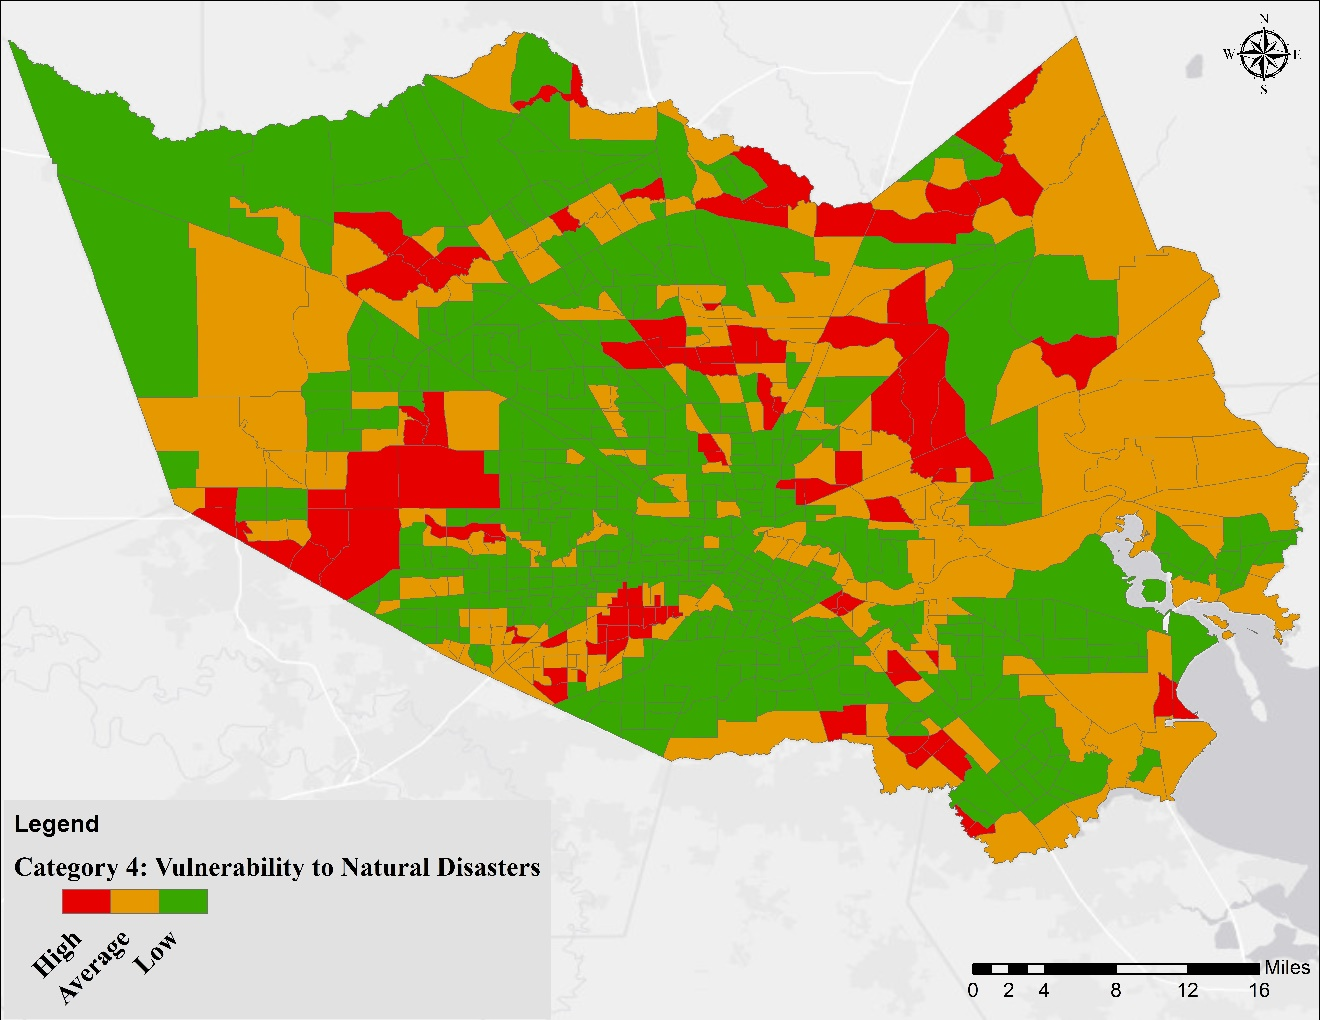 N
W E
S
Legend
Category 4: Vulnerability to Natural Disasters
High Average Low
Miles
0 2 4 8 12 16